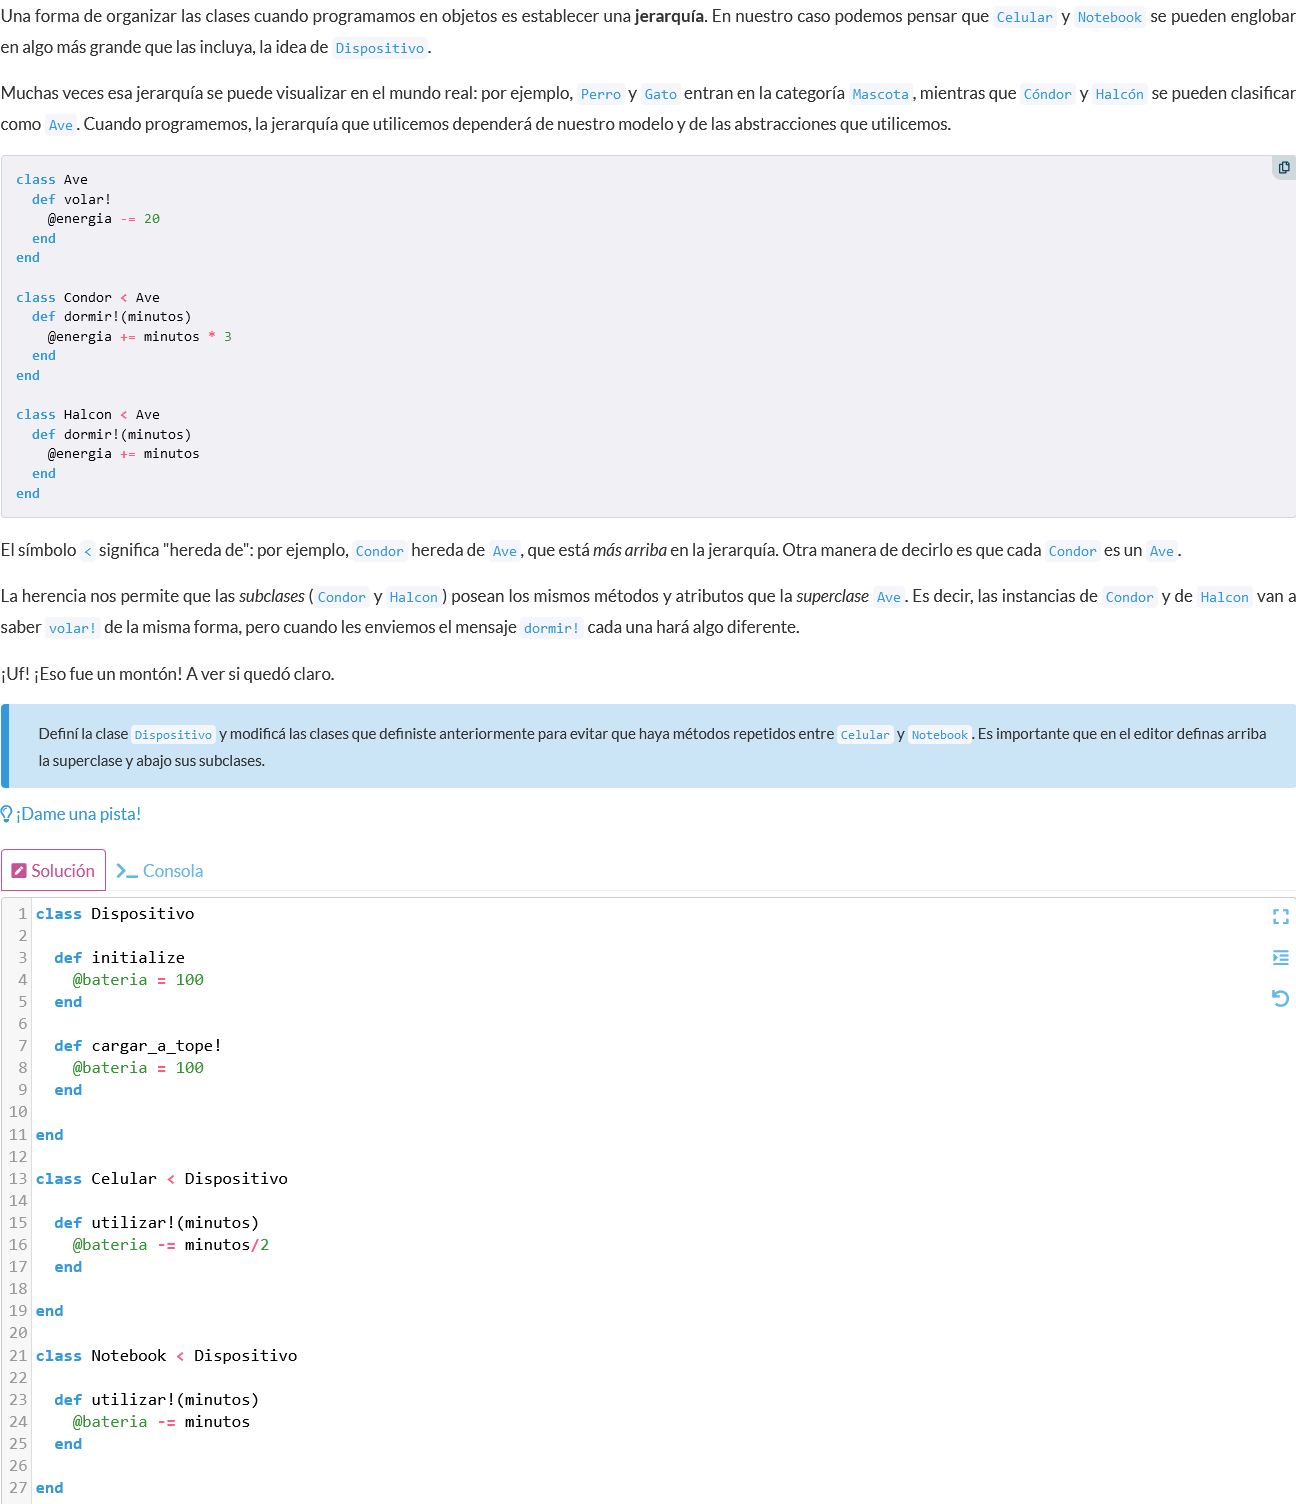 Una forma de organizar las clases cuando programamos en objetos es establecer una jerarquía. En nuestro caso podemos pensar que Celular y Notebook se pueden englobar
en algo más grande que las incluya, la idea de Dispositivo.
Muchas veces esa jerarquía se puede visualizar en el mundo real: por ejemplo, Perro y Gato entran en la categoría Mascota, mientras que Cóndor y Halcón se pueden clasificar
como Ave. Cuando programemos, la jerarquía que utilicemos dependerá de nuestro modelo y de las abstracciones que utilicemos.
class Ave
  def volar!
    @energia -= 20
  end
end
class Condor < Ave
  def dormir!(minutos)
    @energia += minutos * 3
  end
end
class Halcon < Ave
  def dormir!(minutos)
    @energia += minutos
  end
end
El símbolo < significa "hereda de": por ejemplo, Condor hereda de Ave, que está más arriba en la jerarquía. Otra manera de decirlo es que cada Condor es un Ave.
La herencia nos permite que las subclases (Condor y Halcon) posean los mismos métodos y atributos que la superclase Ave. Es decir, las instancias de Condor y de Halcon van a
saber volar! de la misma forma, pero cuando les enviemos el mensaje dormir! cada una hará algo diferente.
¡Uf! ¡Eso fue un montón! A ver si quedó claro.
Definí la clase Dispositivo y modificá las clases que definiste anteriormente para evitar que haya métodos repetidos entre Celular y Notebook. Es importante que en el editor definas arriba
la superclase y abajo sus subclases.
¡Dame una pista!
Solución Consola
1 class Dispositivo
2
3   def initialize
4     @bateria = 100
5   end
6
7   def cargar_a_tope!
8     @bateria = 100
9   end
10
11 end
12
13 class Celular < Dispositivo
14
15   def utilizar!(minutos)
16     @bateria -= minutos/2
17   end
18
19 end
20
21 class Notebook < Dispositivo
22
23   def utilizar!(minutos)
24     @bateria -= minutos
25   end
26
27 end